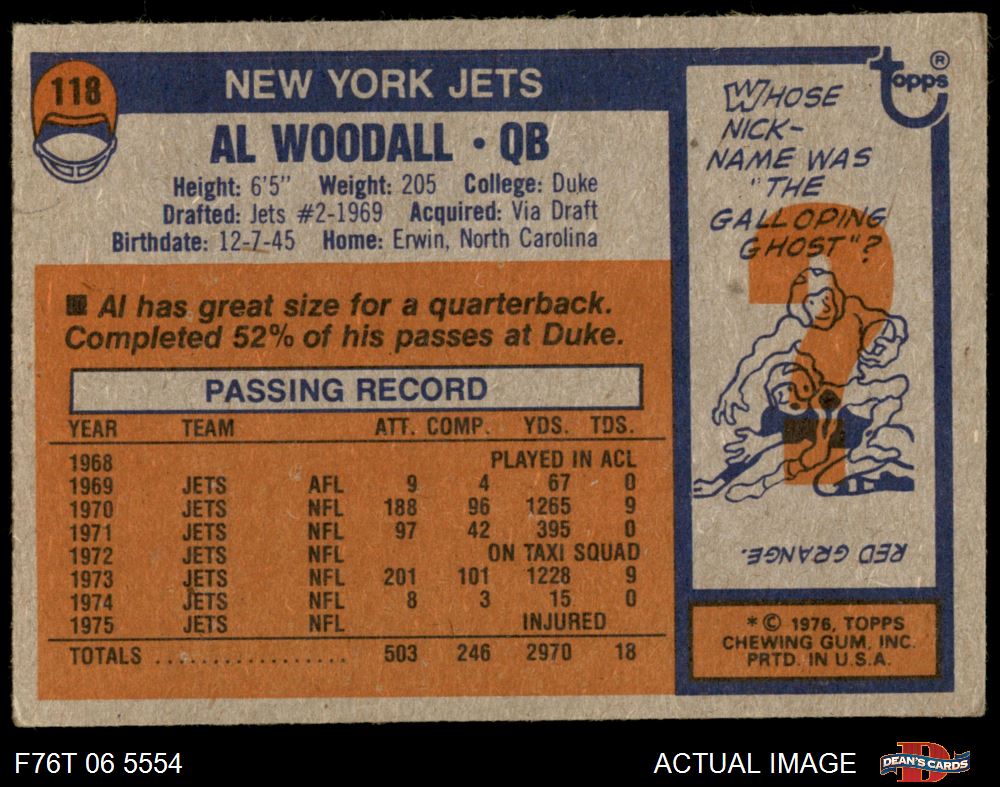 118
NEW YORK JETS
AL WOODALL • QB
Height: 6'5" Weight: 205 College: Duke
Drafted: Jets #2-1969 Acquired: Via Draft
Birthdate: 12-7-45 Home: Erwin, North Carolina
■ Al has great size for a quarterback.
Completed 52% of his passes at Duke.
PASSING RECORD
YEAR TEAM ATT. COMP. YDS. TDS.
1968 PLAYED IN ACL
1969 JETS AFL 9 4 67 0
1970 JETS NFL 188 96 1265 9
1971 JETS NFL 97 42 395 0
1972 JETS NFL ON TAXI SQUAD
1973 JETS NFL 201 101 1228 9
1974 JETS NFL 8 3 15 0
1975 JETS NFL INJURED
TOTALS ................. 503 246 2970 18
topps®
WHOSE
NICK-
NAME WAS
"THE
GALLOPING
GHOST"?
RED GRANGE.
*© 1976, TOPPS
CHEWING GUM, INC.
PRTD. IN U.S.A.
F76T 06 5554
ACTUAL IMAGE
DEAN'S CARDS